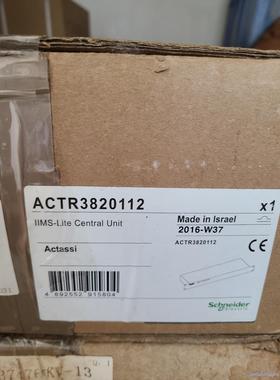 ACTR3820112
x1
IIMS-Lite Central Unit
Made in Israel
2016-W37
Actassi
ACTR3820112
CE
4 892552 915804
Schneider
Electric